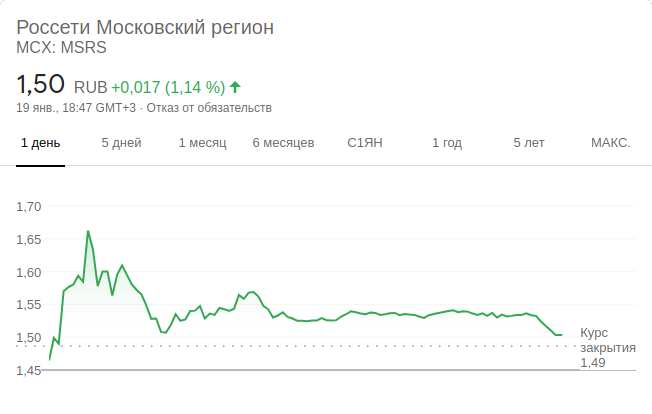 Россети Московский регион
MCX: MSRS
1,50 RUB +0,017 (1,14 %)
19 янв., 18:47 GMT+3 · Отказ от обязательств
1 день 5 дней 1 месяц 6 месяцев С1ЯН 1 год 5 лет МАКС.
1,70
1,65
1,60
1,55
1,50
1,45
Курс
закрытия
1,49